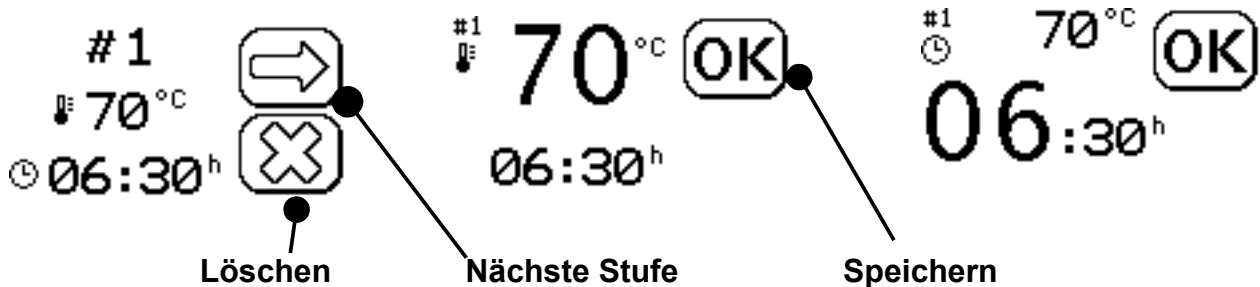 #1
70°C
06:30h
#1
70°C
OK
06:30h
#1
70°C
OK
06:30h
Löschen
Nächste Stufe
Speichern